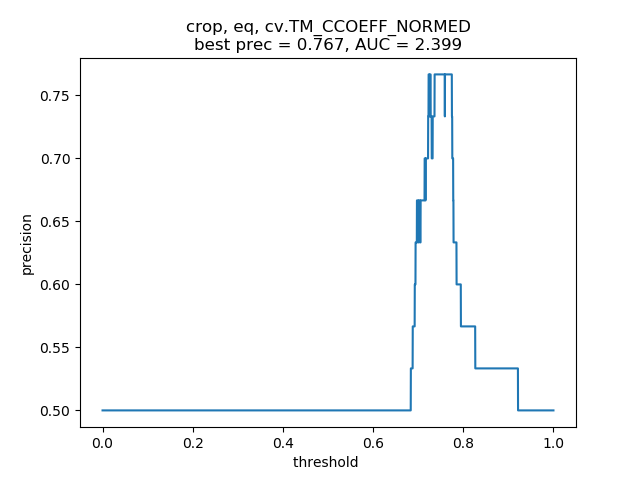 crop, eq, cv.TM_CCOEFF_NORMED
best prec = 0.767, AUC = 2.399
0.75
0.70
0.65
0.60
0.55
0.50
precision
0.0 0.2 0.4 0.6 0.8 1.0
threshold